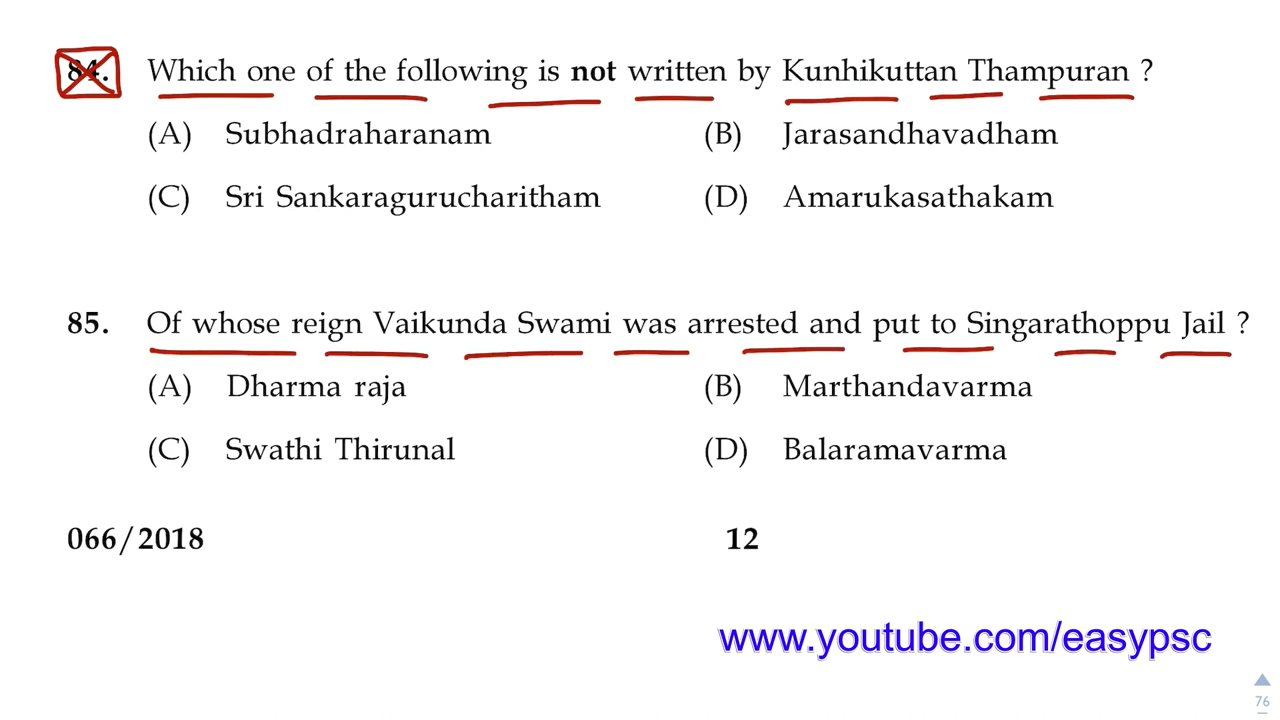 84. Which one of the following is not written by Kunhikuttan Thampuran ?
(A) Subhadraharanam (B) Jarasandhavadham
(C) Sri Sankaragurucharitham (D) Amarukasathakam
85. Of whose reign Vaikunda Swami was arrested and put to Singarathoppu Jail ?
(A) Dharma raja (B) Marthandavarma
(C) Swathi Thirunal (D) Balaramavarma
066/2018 12
www.youtube.com/easypsc
76